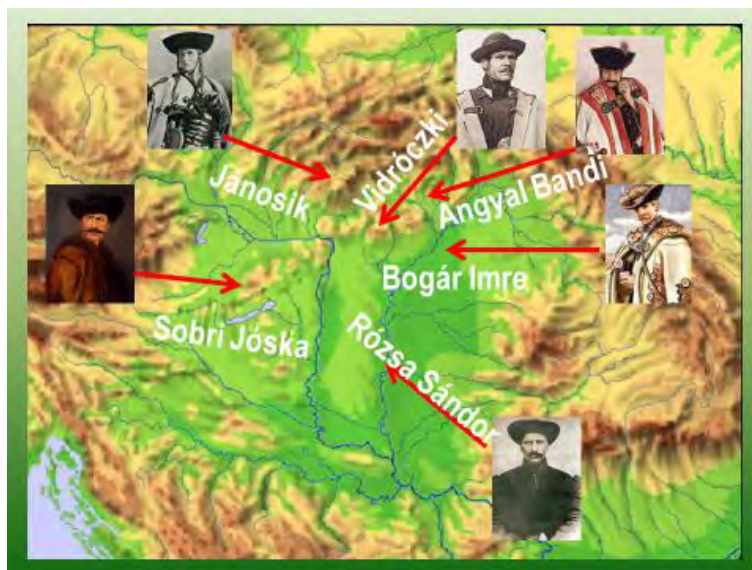 Janosik
Vidróczki
Angyal Bandi
Bogár Imre
Sobri Jóska
Rózsa Sándor